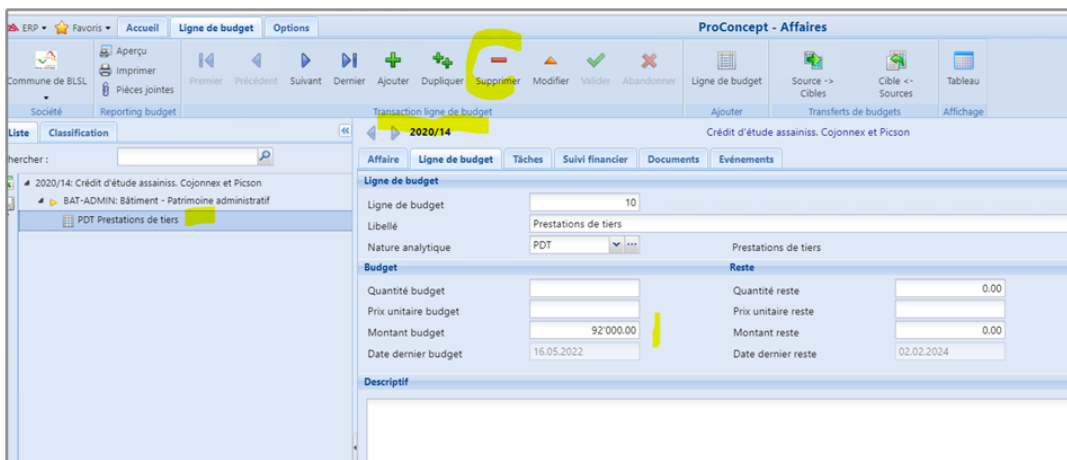 ERP Favoris Accueil Ligne de budget Options ProConcept - Affaires
Aperçu
Imprimer
Pièces jointes
Commune de BLSL
Premier Précédent Suivant Dernier Ajouter Dupliquer Supprimer Modifier Valider Abandonner
Ligne de budget
Source -> Cibles
Cible <- Sources
Tableau
Société Reporting budget Transaction ligne de budget Ajouter Transferts de budgets Affichage
Liste Classification
2020/14 Crédit d'étude assainiss. Cojonnex et Picson
hercher :
Affaire Ligne de budget Tâches Suivi financier Documents Evénements
2020/14: Crédit d'étude assainiss. Cojonnex et Picson
BAT-ADMIN: Bâtiment - Patrimoine administratif
PDT Prestations de tiers
Ligne de budget
Ligne de budget 10
Libellé Prestations de tiers
Nature analytique PDT Prestations de tiers
Budget Reste
Quantité budget Quantité reste 0.00
Prix unitaire budget Prix unitaire reste
Montant budget 92'000.00 Montant reste 0.00
Date dernier budget 16.05.2022 Date dernier reste 02.02.2024
Descriptif